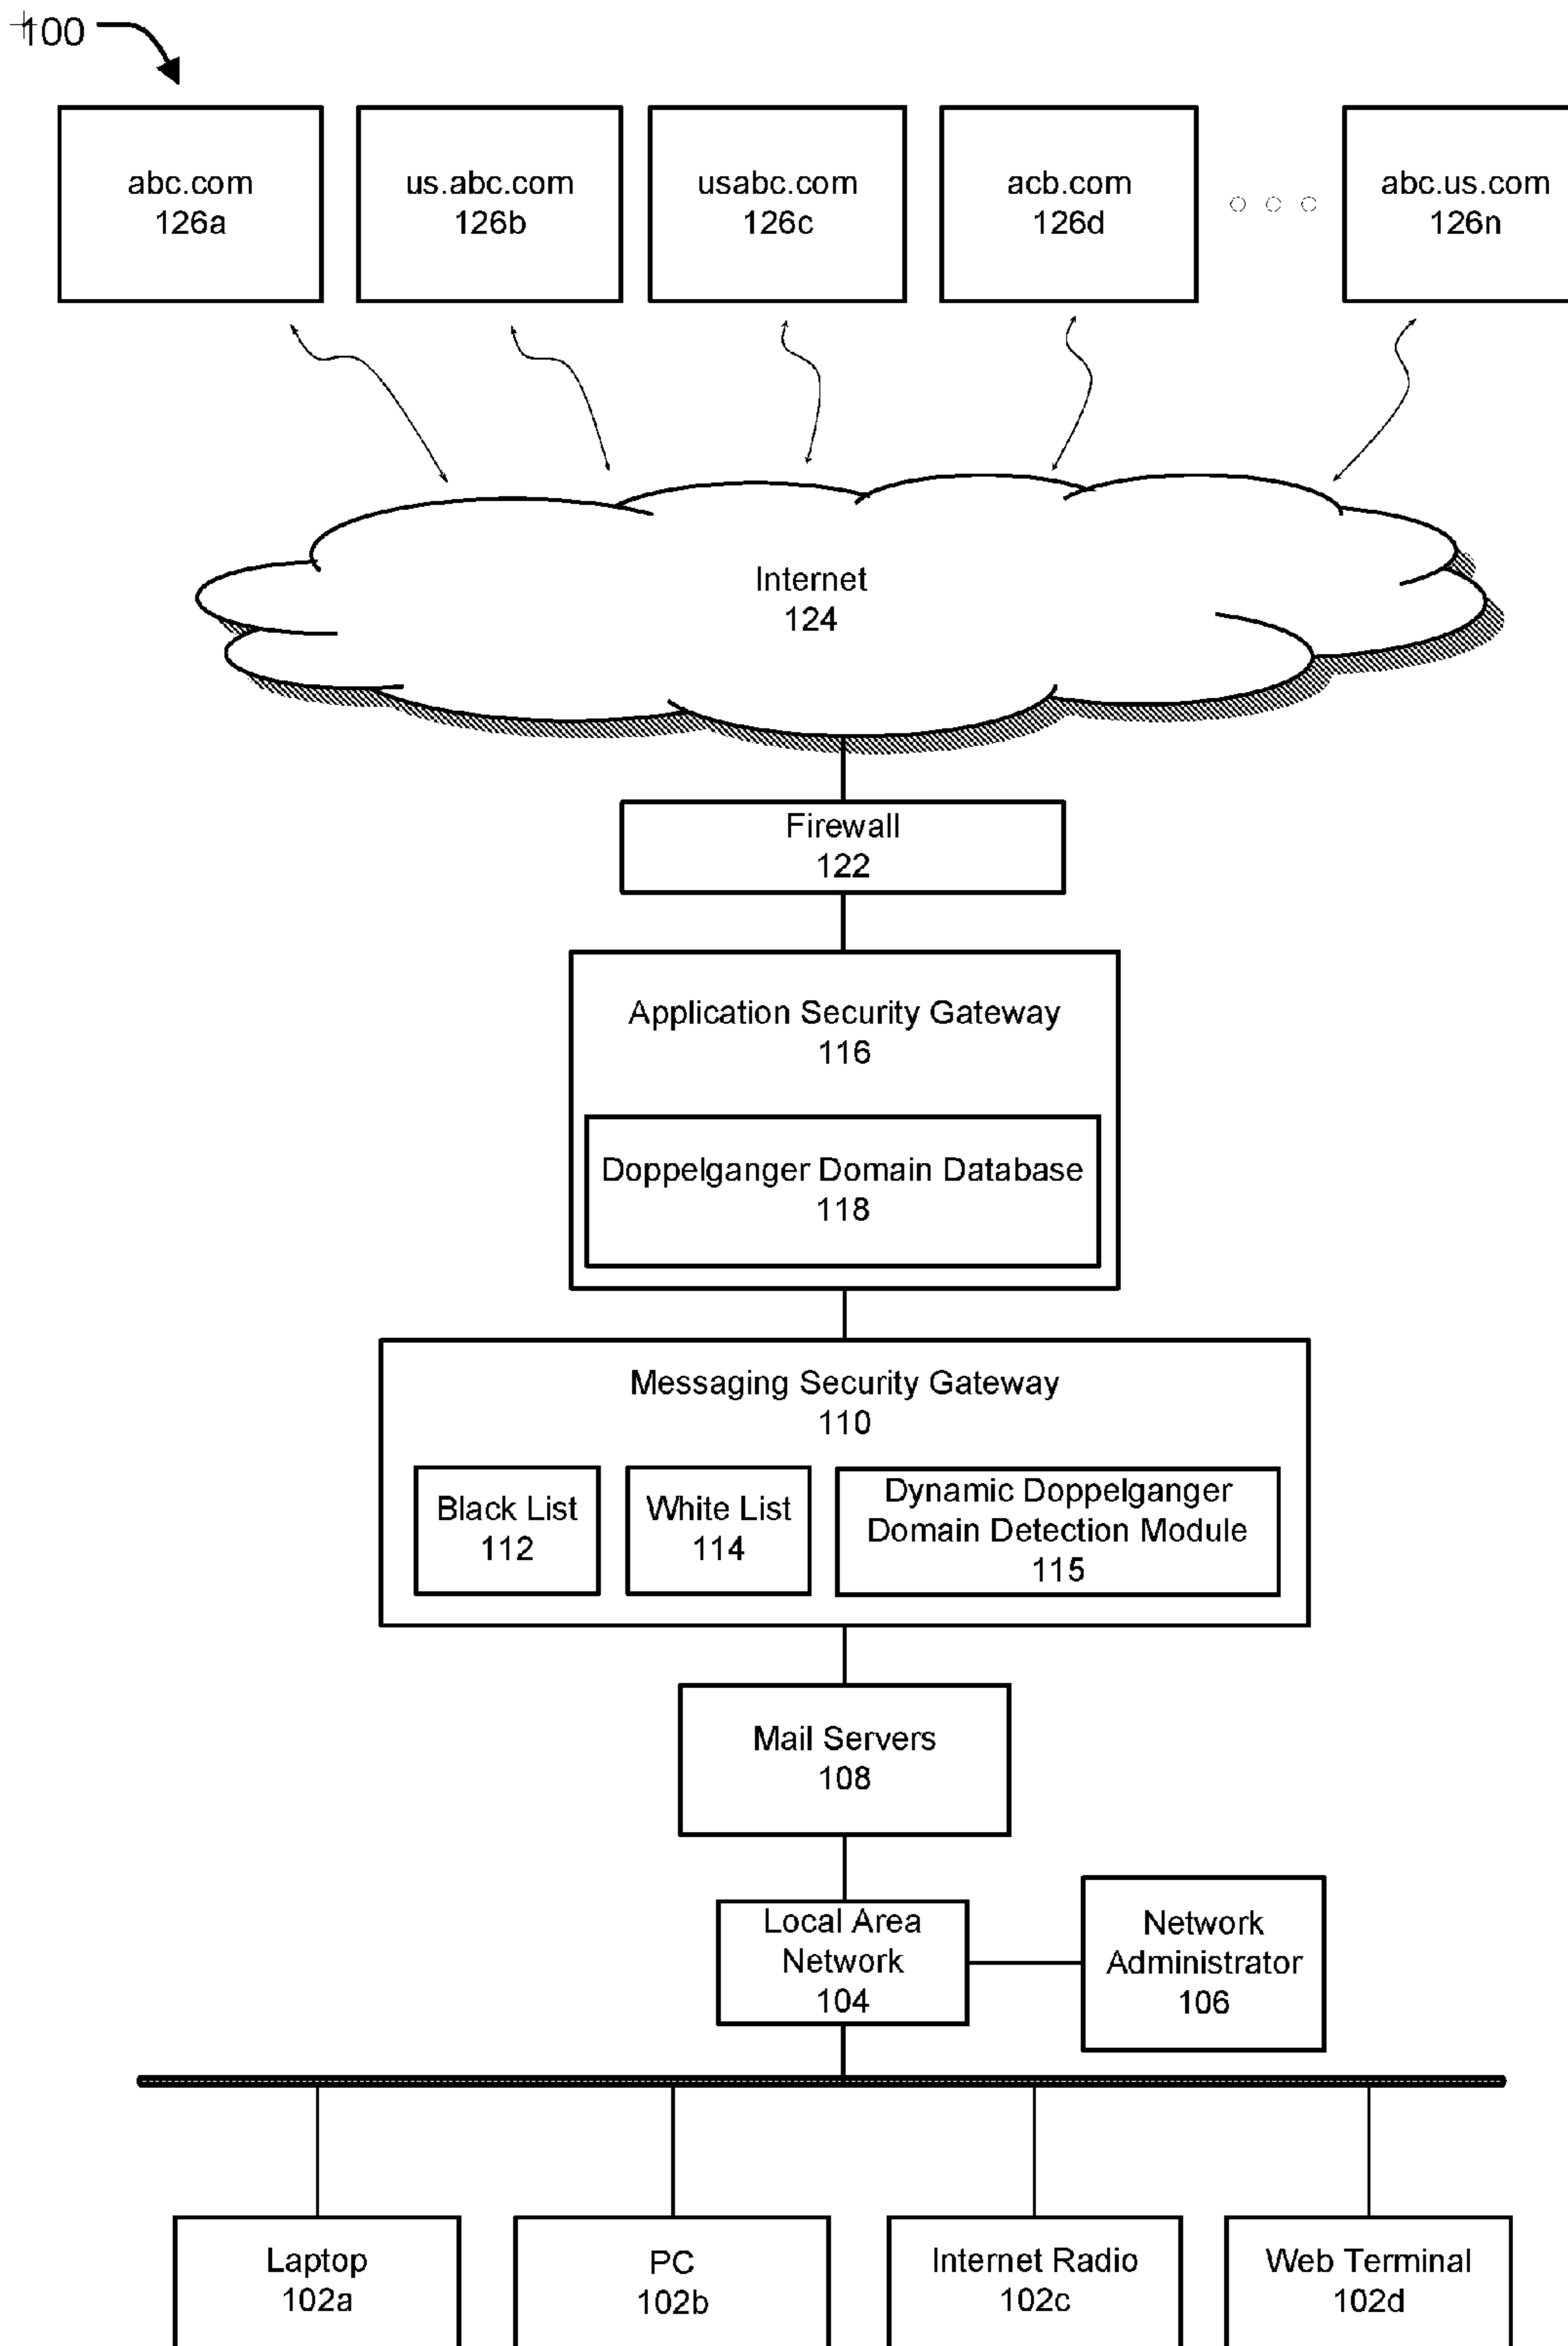 100
abc.com
126a
us.abc.com
126b
usabc.com
126c
acb.com
126d
abc.us.com
126n
Internet
124
Firewall
122
Application Security Gateway
116
Doppelganger Domain Database
118
Messaging Security Gateway
110
Black List
112
White List
114
Dynamic Doppelganger
Domain Detection Module
115
Mail Servers
108
Local Area
Network
104
Network
Administrator
106
Laptop
102a
PC
102b
Internet Radio
102c
Web Terminal
102d